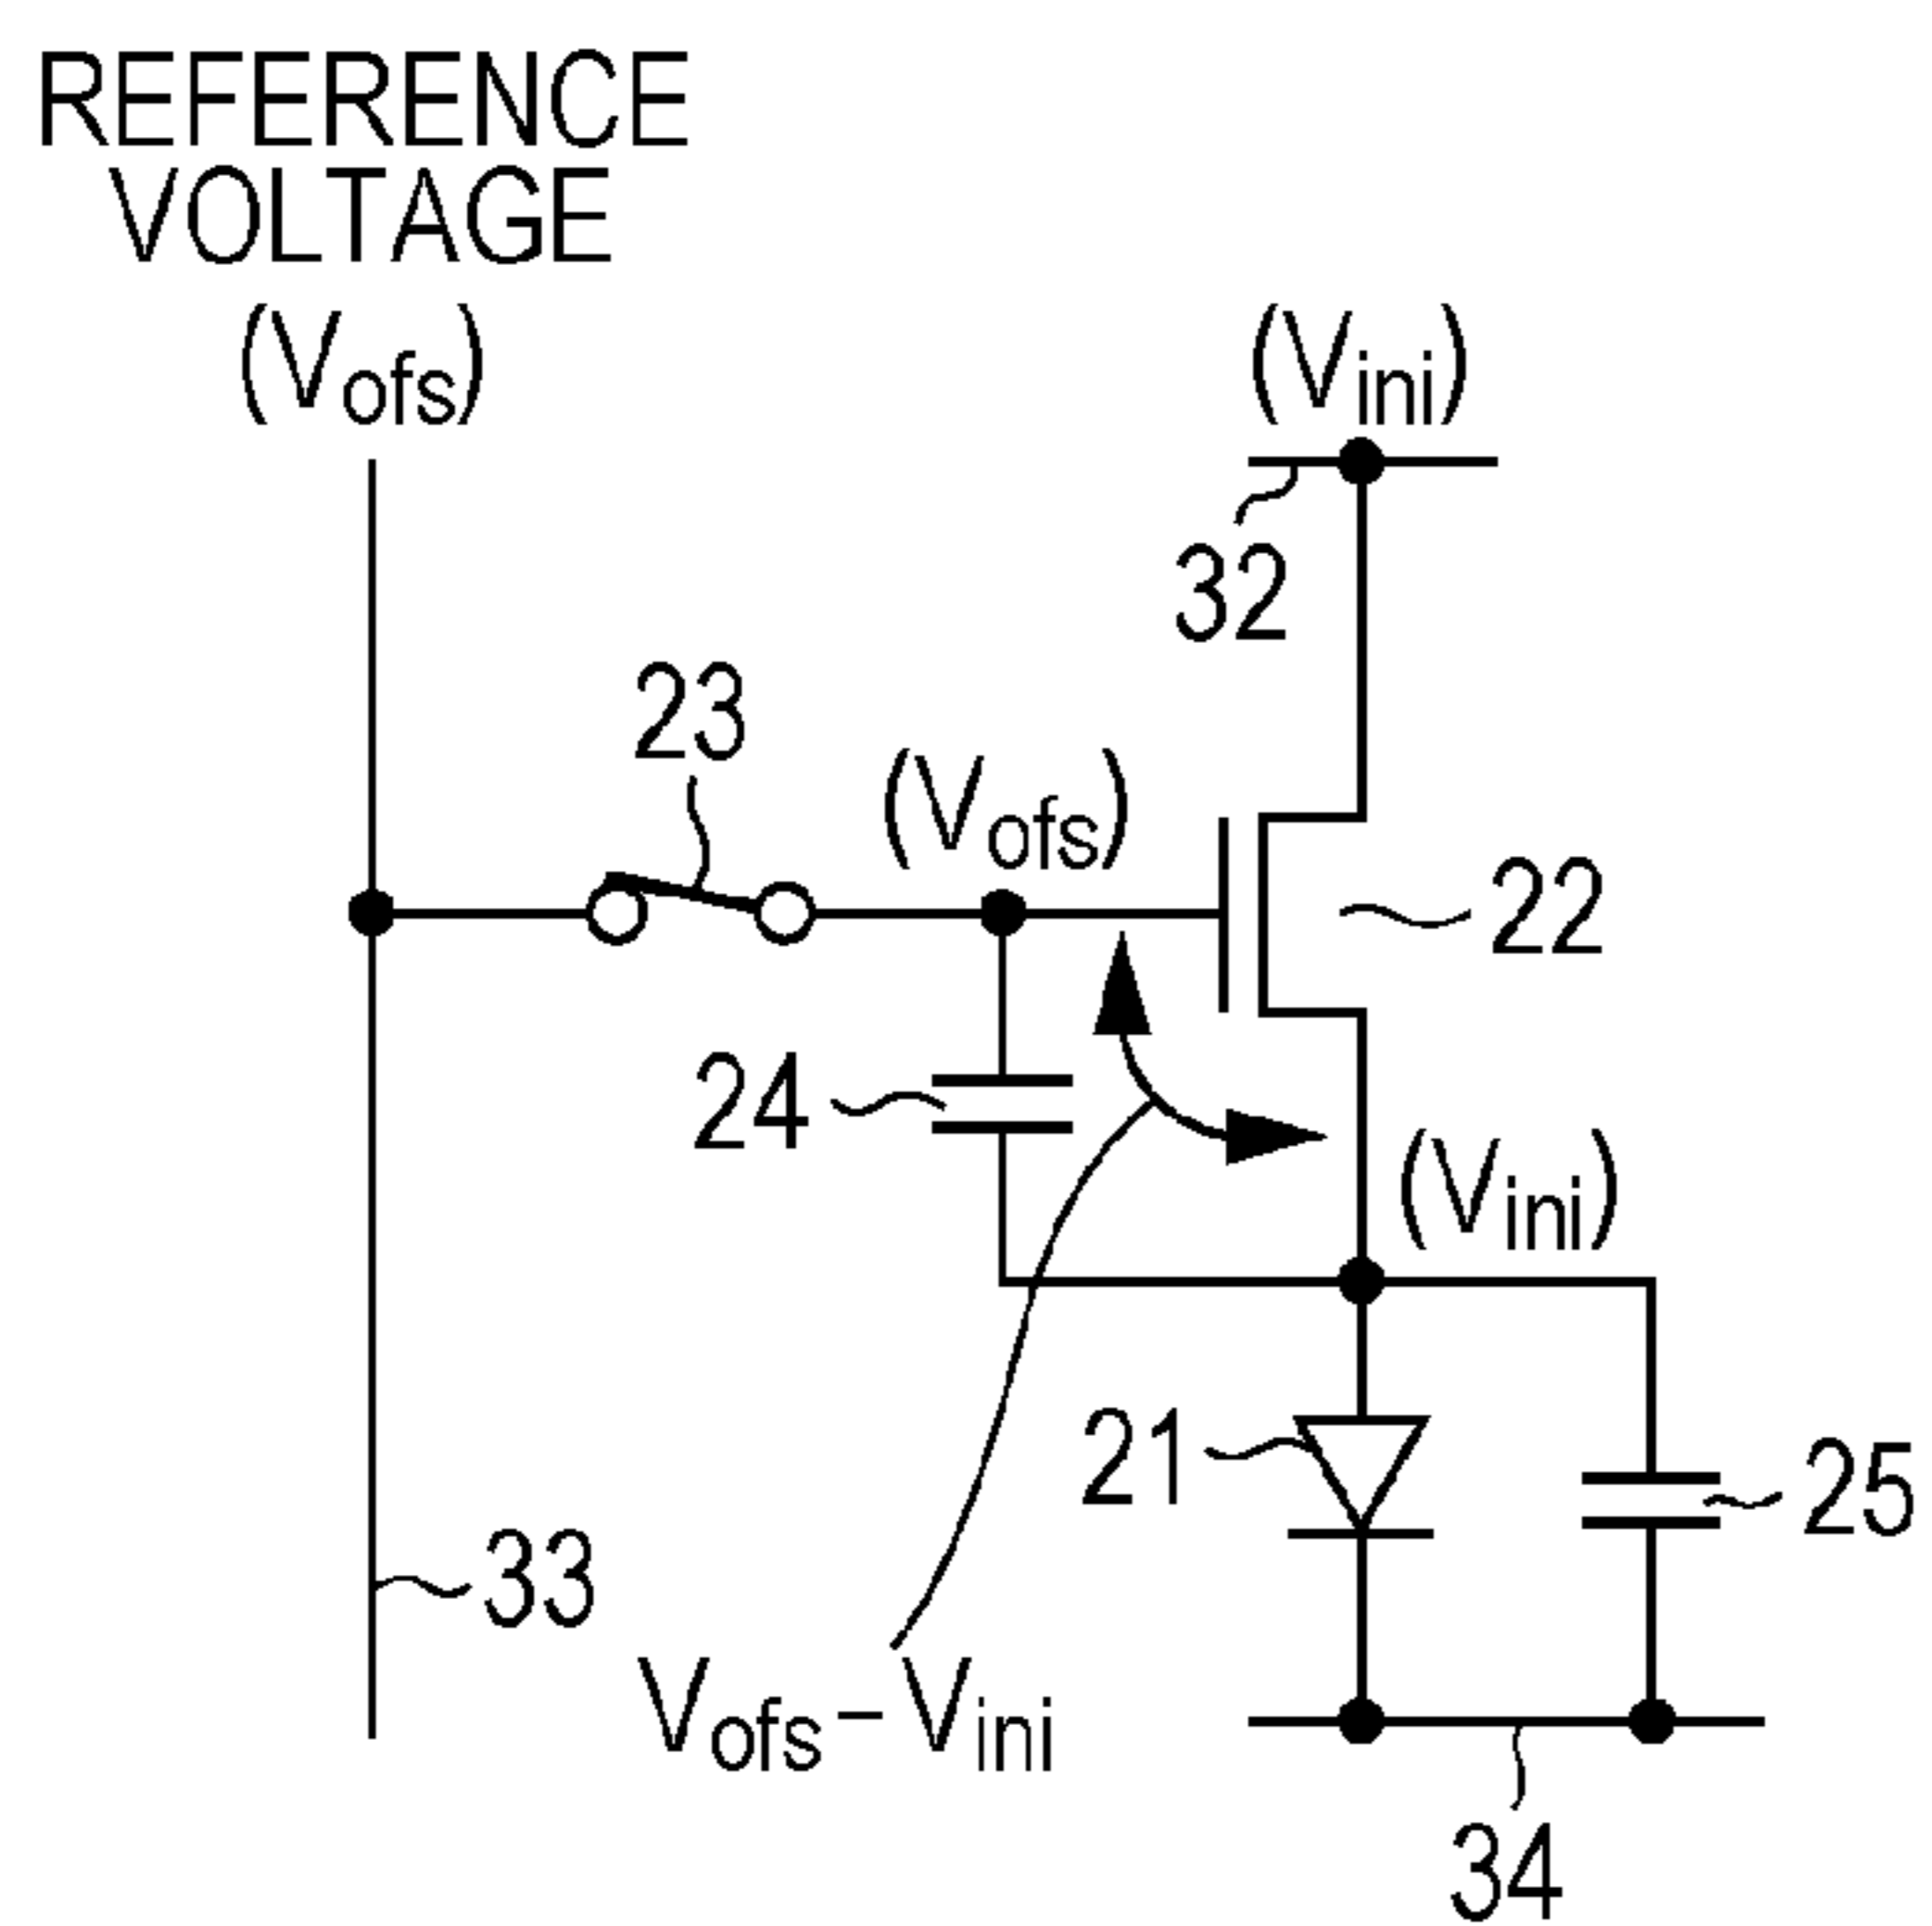 REFERENCE
VOLTAGE
(Vofs)
(Vini)
32
23
(Vofs)
22
24
(Vini)
21
25
33
Vofs−Vini
34